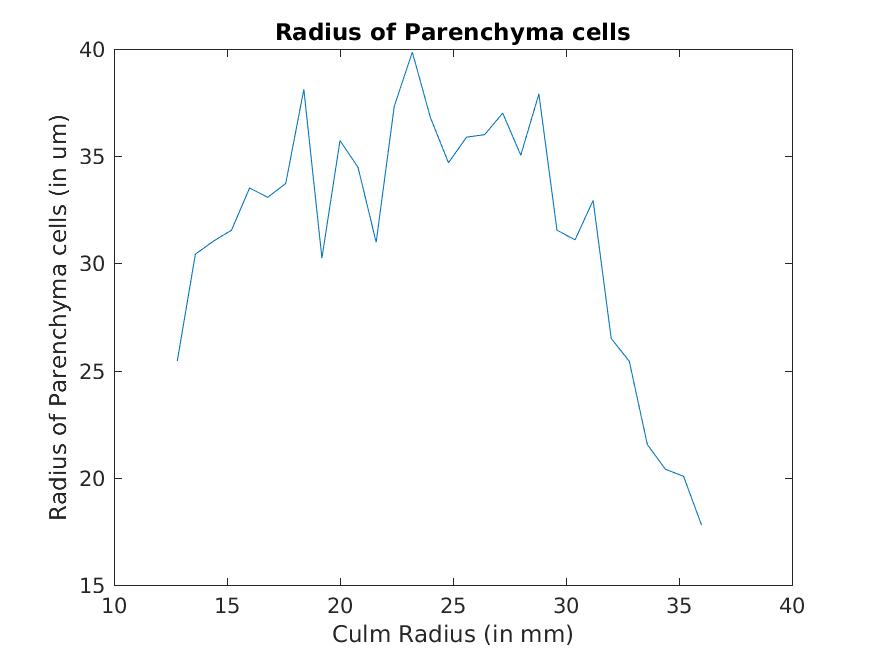 Radius of Parenchyma cells
40
35
30
25
20
15
Radius of Parenchyma cells (in um)
10 15 20 25 30 35 40
Culm Radius (in mm)